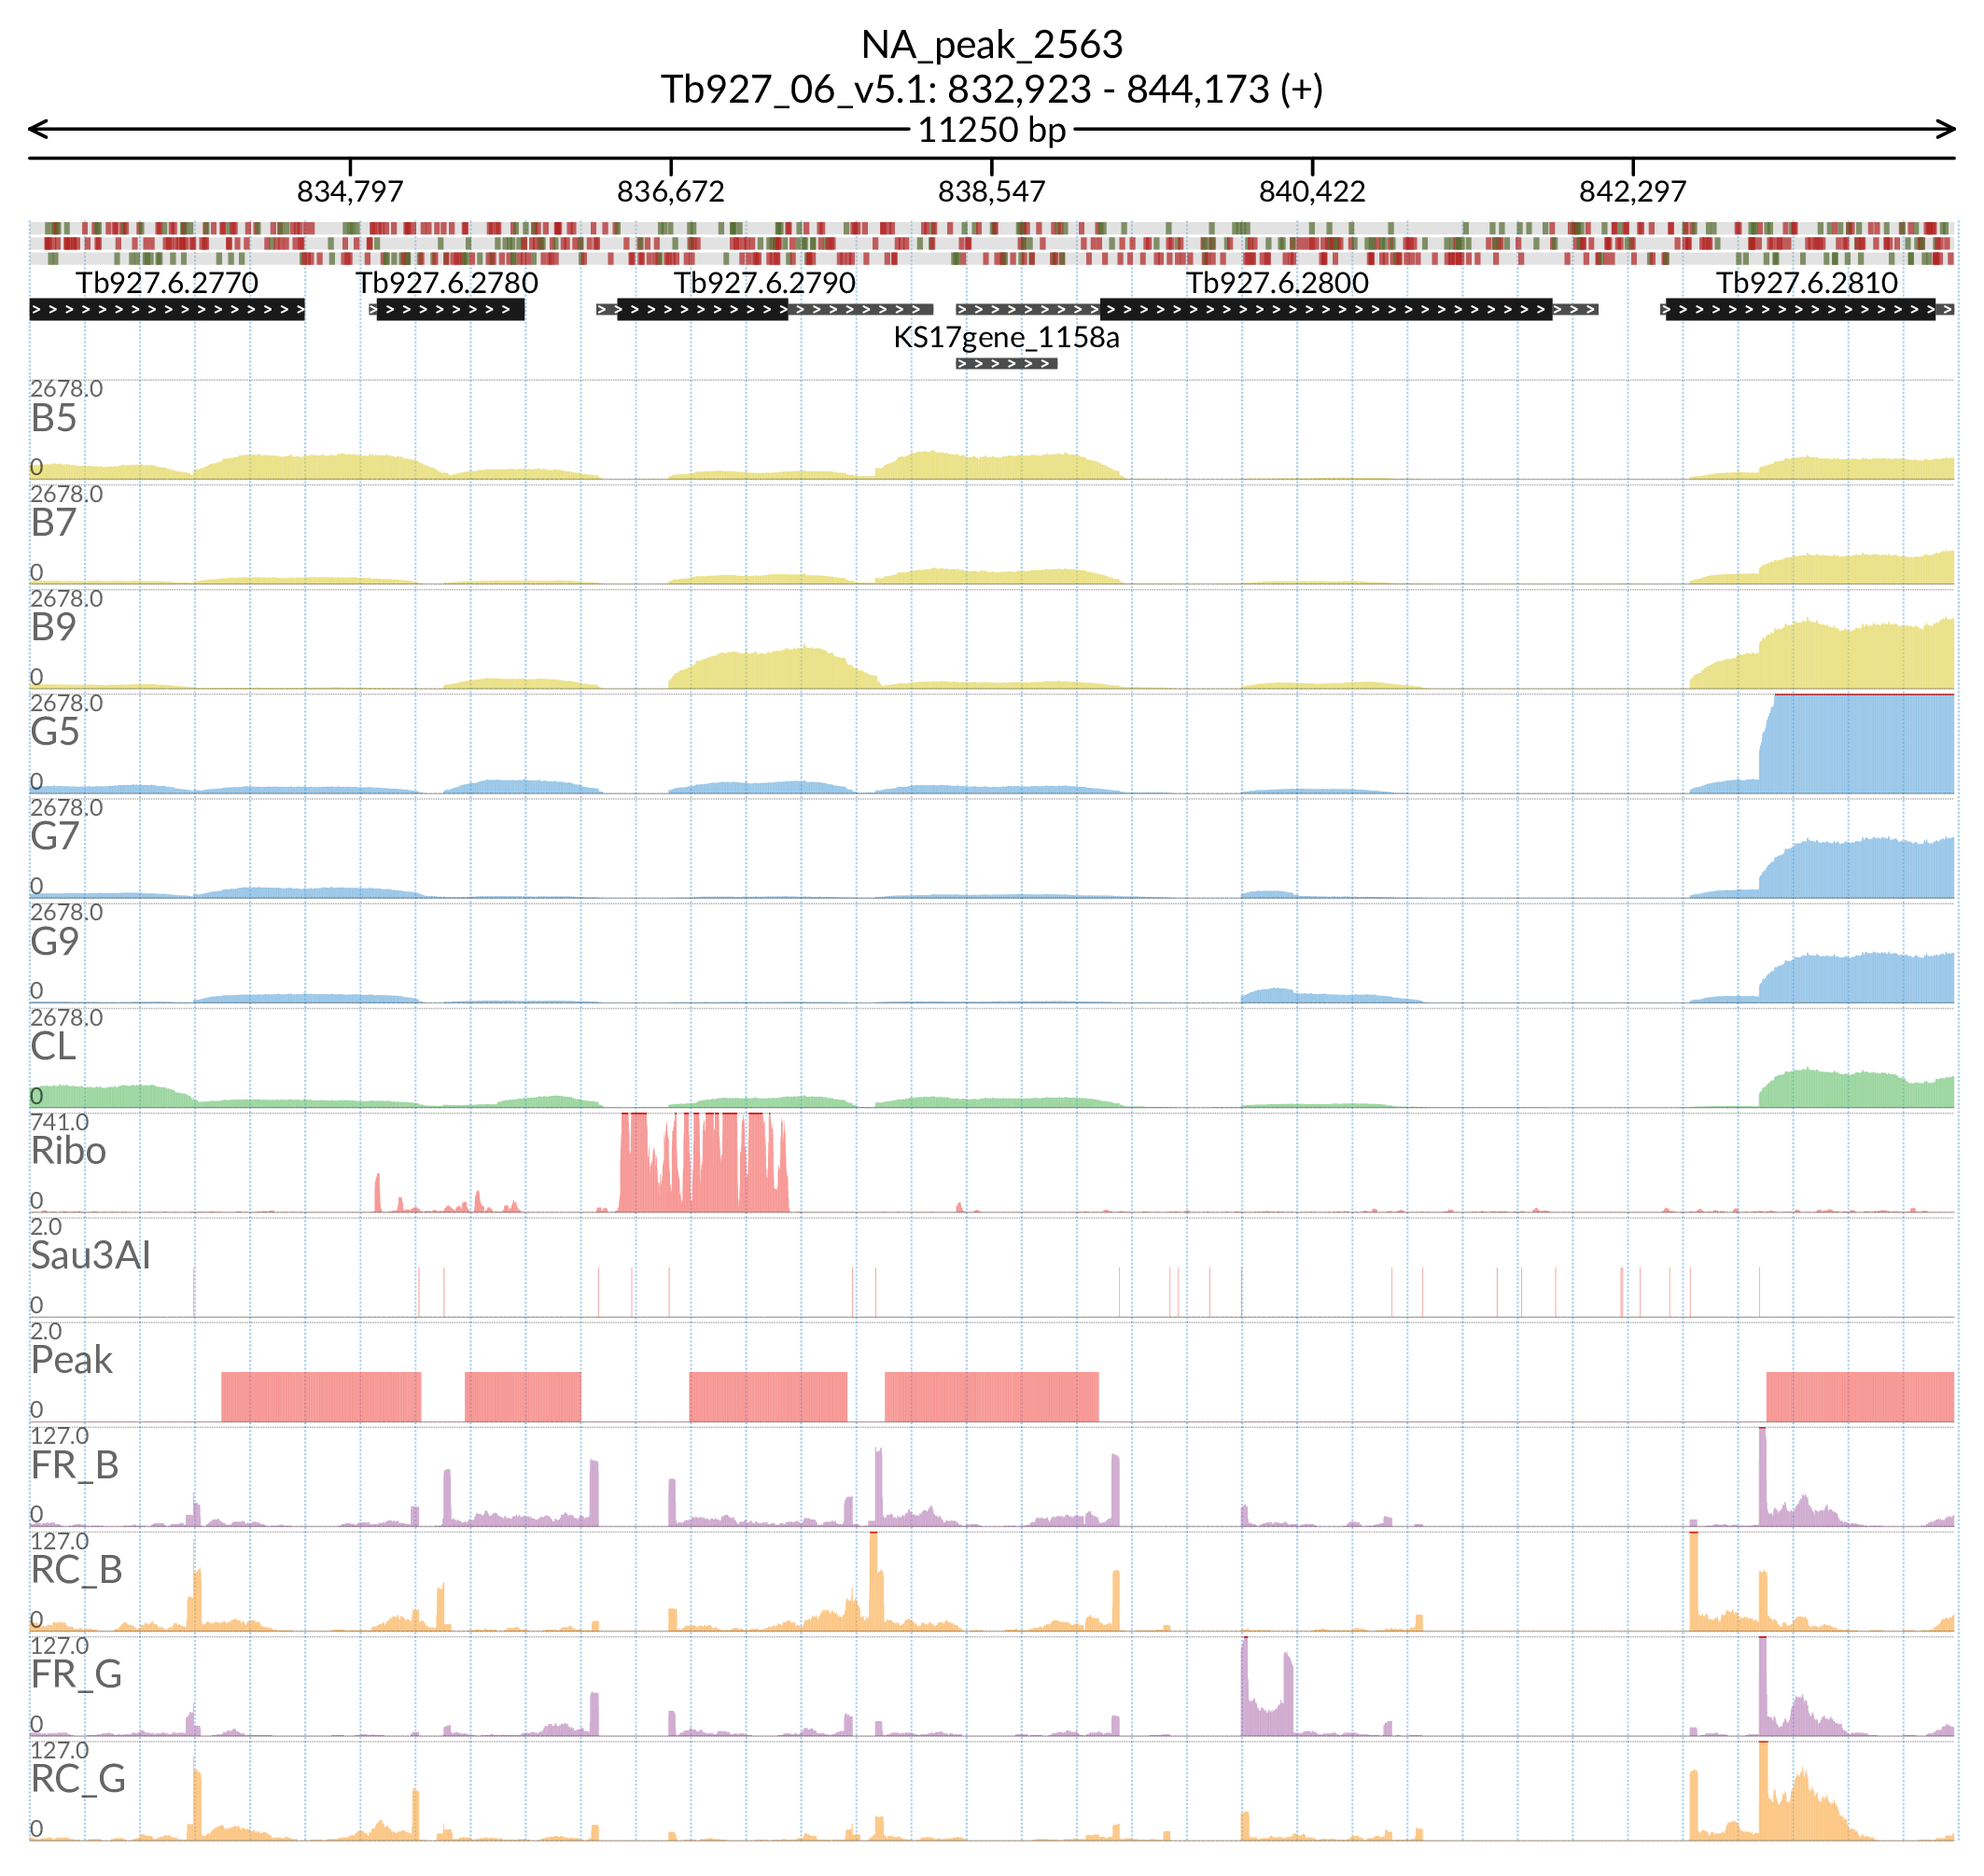 NA_peak_2563
Tb927_06_v5.1: 832,923 - 844,173 (+)
11250 bp
834,797 836,672 838,547 840,422 842,297
Tb927.6.2770 Tb927.6.2780 Tb927.6.2790 Tb927.6.2800 Tb927.6.2810
KS17gene_1158a
2678.0
B5
0
2678.0
B7
0
2678.0
B9
0
2678.0
G5
0
2678.0
G7
0
2678.0
G9
0
2678.0
CL
0
741.0
Ribo
0
2.0
Sau3AI
0
2.0
Peak
0
127.0
FR_B
0
127.0
RC_B
0
127.0
FR_G
0
127.0
RC_G
0